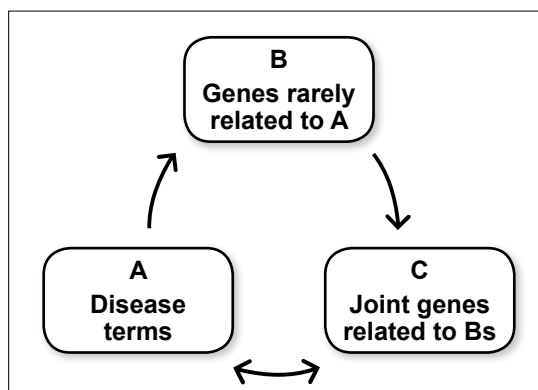 B
Genes rarely
related to A
A
Disease
terms
C
Joint genes
related to Bs